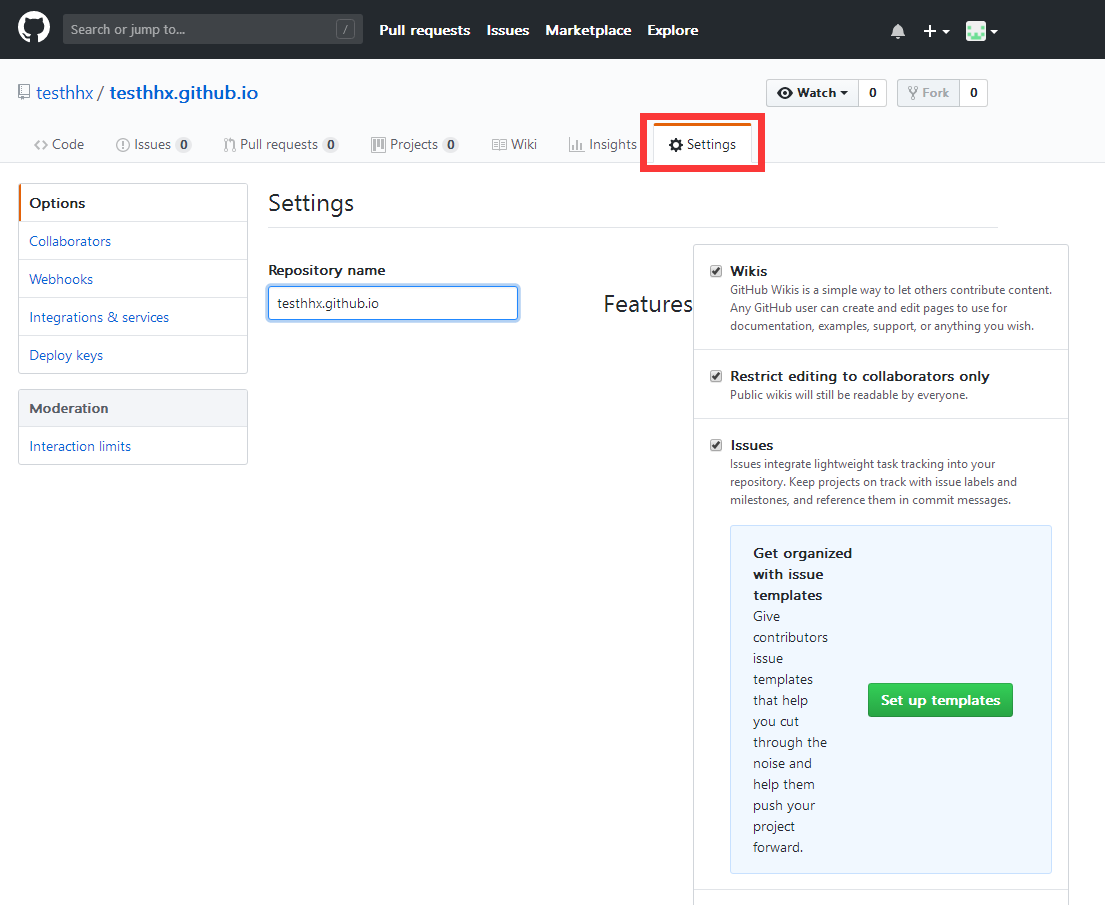 Search or jump to...
/
Pull requests
Issues
Marketplace
Explore
testhhx / testhhx.github.io
Watch
0
Fork
0
Code
Issues 0
Pull requests 0
Projects 0
Wiki
Insights
Settings
Options
Collaborators
Webhooks
Integrations & services
Deploy keys
Moderation
Interaction limits
Settings
Repository name
testhhx.github.io
Features
Wikis
GitHub Wikis is a simple way to let others contribute content.
Any GitHub user can create and edit pages to use for
documentation, examples, support, or anything you wish.
Restrict editing to collaborators only
Public wikis will still be readable by everyone.
Issues
Issues integrate lightweight task tracking into your
repository. Keep projects on track with issue labels and
milestones, and reference them in commit messages.
Get organized
with issue
templates
Give
contributors
issue
templates
that help
you cut
through the
noise and
help them
push your
project
forward.
Set up templates